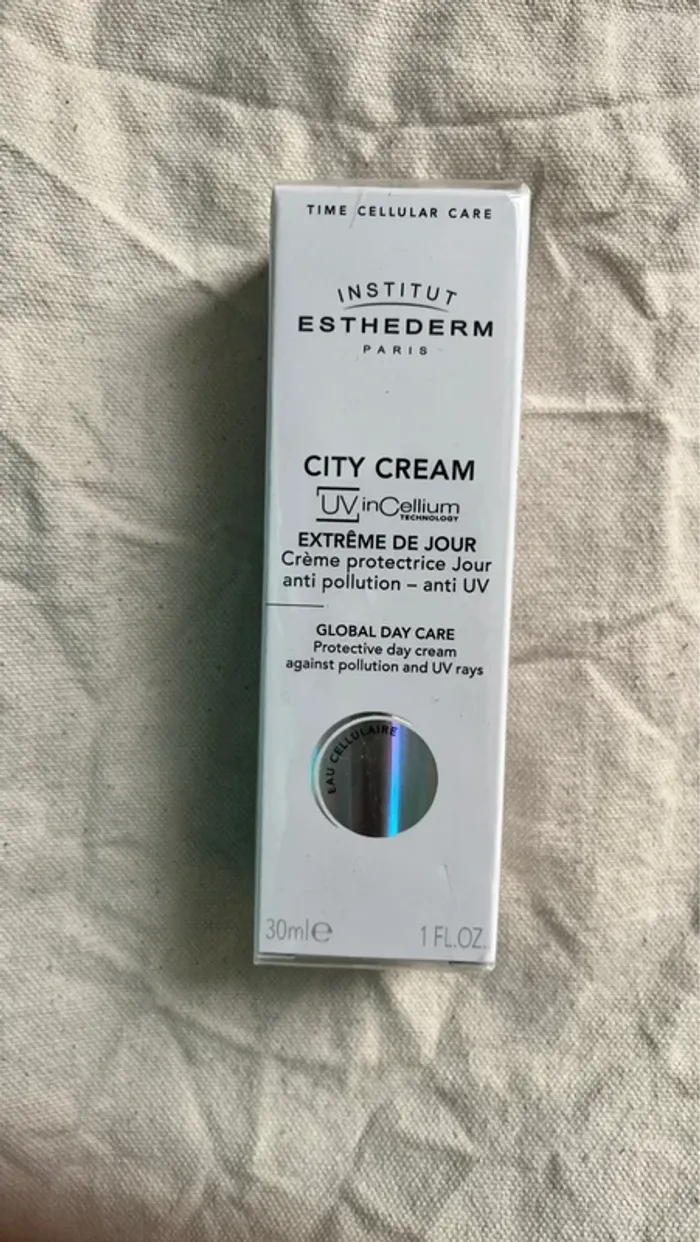 TIME CELLULAR CARE
INSTITUT
ESTHEDERM
PARIS
CITY CREAM
UV inCellium
TECHNOLOGY
EXTRÊME DE JOUR
Crème protectrice Jour
anti pollution – anti UV
GLOBAL DAY CARE
Protective day cream
against pollution and UV rays
EAU CELLULAIRE
30ml℮ 1 FL.OZ.